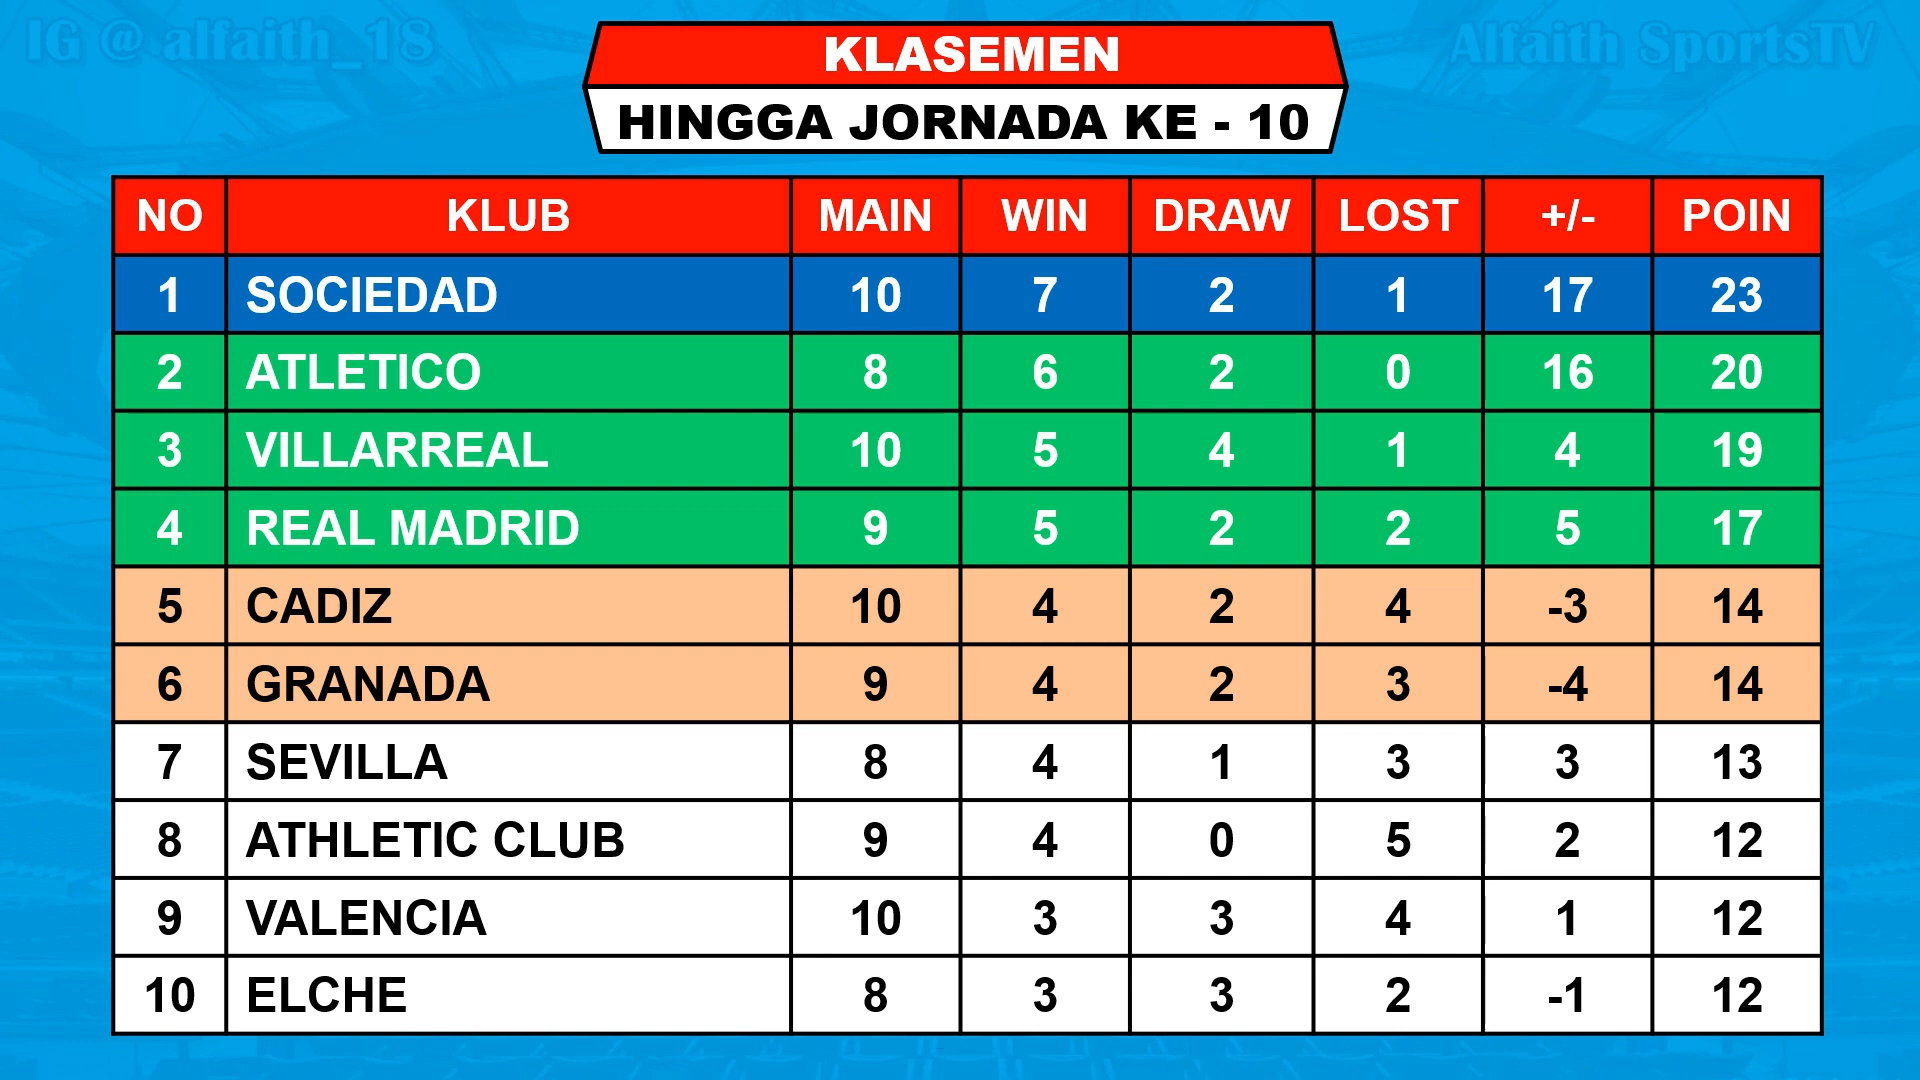 IG @ alfaith_18
Alfaith SportsTV
KLASEMEN
HINGGA JORNADA KE - 10
NO KLUB MAIN WIN DRAW LOST +/- POIN
1 SOCIEDAD 10 7 2 1 17 23
2 ATLETICO 8 6 2 0 16 20
3 VILLARREAL 10 5 4 1 4 19
4 REAL MADRID 9 5 2 2 5 17
5 CADIZ 10 4 2 4 -3 14
6 GRANADA 9 4 2 3 -4 14
7 SEVILLA 8 4 1 3 3 13
8 ATHLETIC CLUB 9 4 0 5 2 12
9 VALENCIA 10 3 3 4 1 12
10 ELCHE 8 3 3 2 -1 12